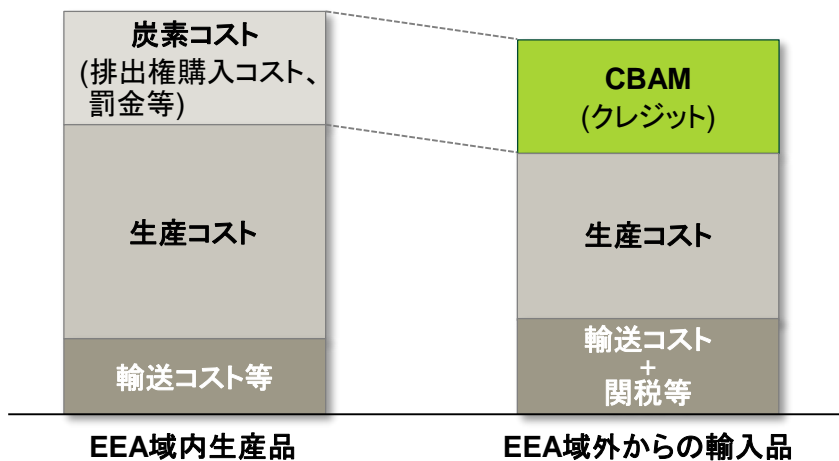 炭素コスト
(排出権購入コスト、
罰金等)
生産コスト
輸送コスト等
EEA域内生産品
CBAM
(クレジット)
生産コスト
輸送コスト
+
関税等
EEA域外からの輸入品